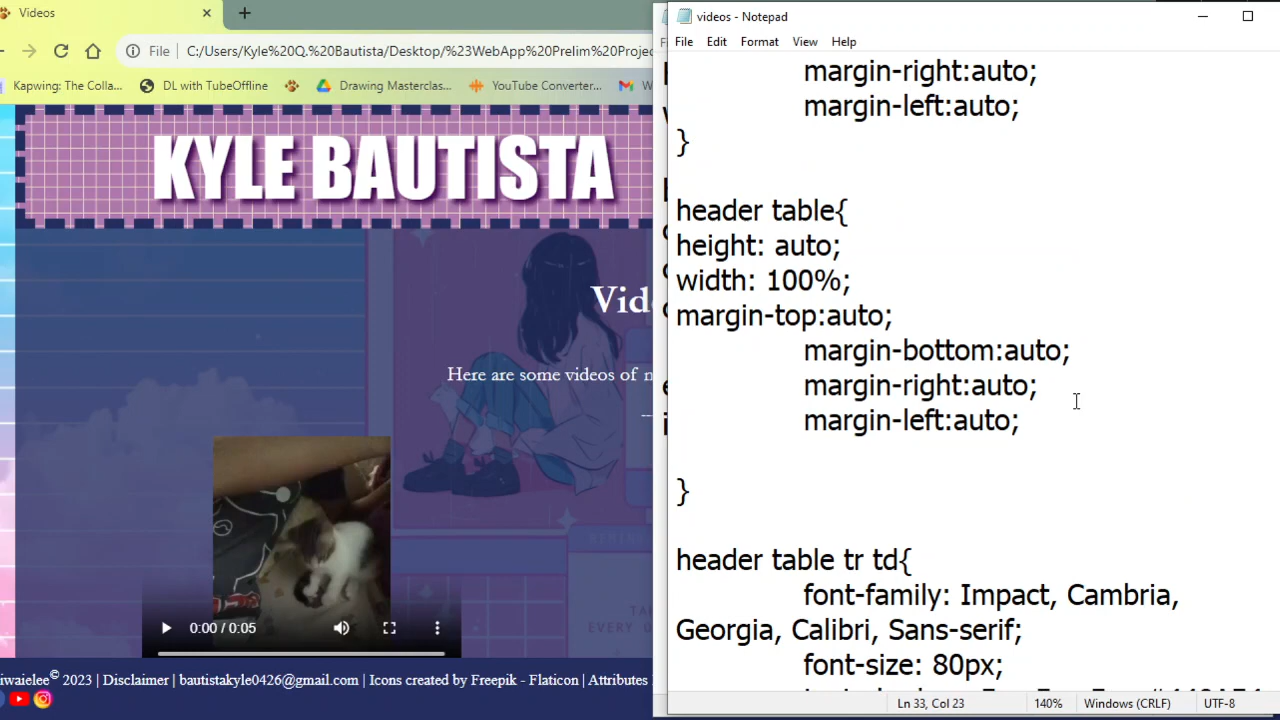 Videos
File
C:/Users/Kyle%20Q.%20Bautista/Desktop/%23WebApp%20Prelim%20Projec
Kapwing: The Colla...
DL with TubeOffline
Drawing Masterclas...
YouTube Converter...
KYLE BAUTISTA
Vid
Here are some videos of
0:00 / 0:05
iwaielee© 2023 | Disclaimer | bautistakyle0426@gmail.com | Icons created by Freepik - Flaticon | Attributes
videos - Notepad
File Edit Format View Help
margin-right:auto;
margin-left:auto;
}
header table{
height: auto;
width: 100%;
margin-top:auto;
margin-bottom:auto;
margin-right:auto;
margin-left:auto;
}
header table tr td{
font-family: Impact, Cambria,
Georgia, Calibri, Sans-serif;
font-size: 80px;
Ln 33, Col 23
140%
Windows (CRLF)
UTF-8